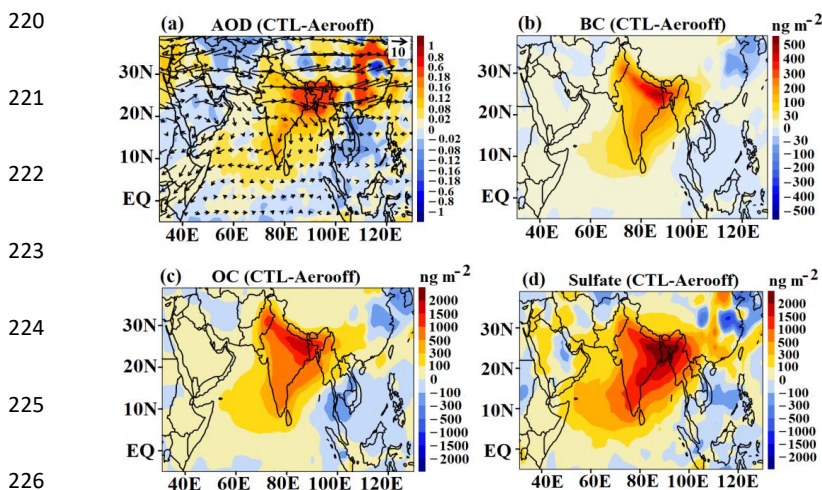 220
(a) AOD (CTL-Aerooff)
10
30N
20N
10N
EQ
40E 60E 80E 100E 120E
1
0.8
0.6
0.18
0.16
0.12
0.08
0.02
0
−0.02
−0.08
−0.12
−0.16
−0.18
−0.6
−0.8
−1
(b) BC (CTL-Aerooff)
ng m−2
30N
20N
10N
EQ
40E 60E 80E 100E 120E
500
400
300
200
100
30
−30
−100
−200
−300
−400
−500
221
222
223
(c) OC (CTL-Aerooff)
ng m−2
30N
20N
10N
EQ
40E 60E 80E 100E 120E
2000
1500
1000
500
300
100
0
−100
−300
−500
−1000
−1500
−2000
(d) Sulfate (CTL-Aerooff)
ng m−2
30N
20N
10N
EQ
40E 60E 80E 100E 120E
2000
1500
1000
500
300
100
0
−100
−300
−500
−1000
−1500
−2000
224
225
226